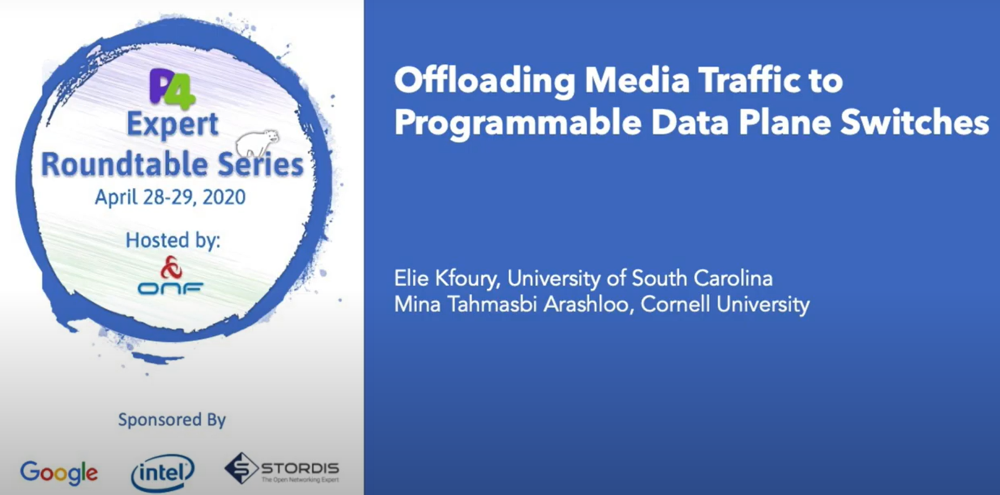 P4
Expert
Roundtable Series
April 28-29, 2020
Hosted by:
ONF
Sponsored By
Google
intel
STORDIS
The Open Networking Expert
Offloading Media Traffic to
Programmable Data Plane Switches
Elie Kfoury, University of South Carolina
Mina Tahmasbi Arashloo, Cornell University